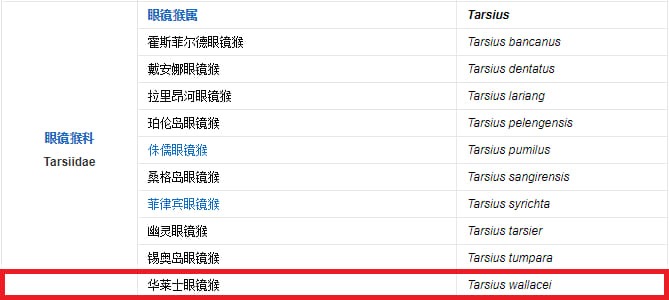 眼镜猴属 Tarsius
霍斯菲尔德眼镜猴 Tarsius bancanus
戴安娜眼镜猴 Tarsius dentatus
拉里昂河眼镜猴 Tarsius lariang
珀伦岛眼镜猴 Tarsius pelengensis
眼镜猴科
Tarsiidae
侏儒眼镜猴 Tarsius pumilus
桑格岛眼镜猴 Tarsius sangirensis
菲律宾眼镜猴 Tarsius syrichta
幽灵眼镜猴 Tarsius tarsier
锡奥岛眼镜猴 Tarsius tumpara
华莱士眼镜猴 Tarsius wallacei